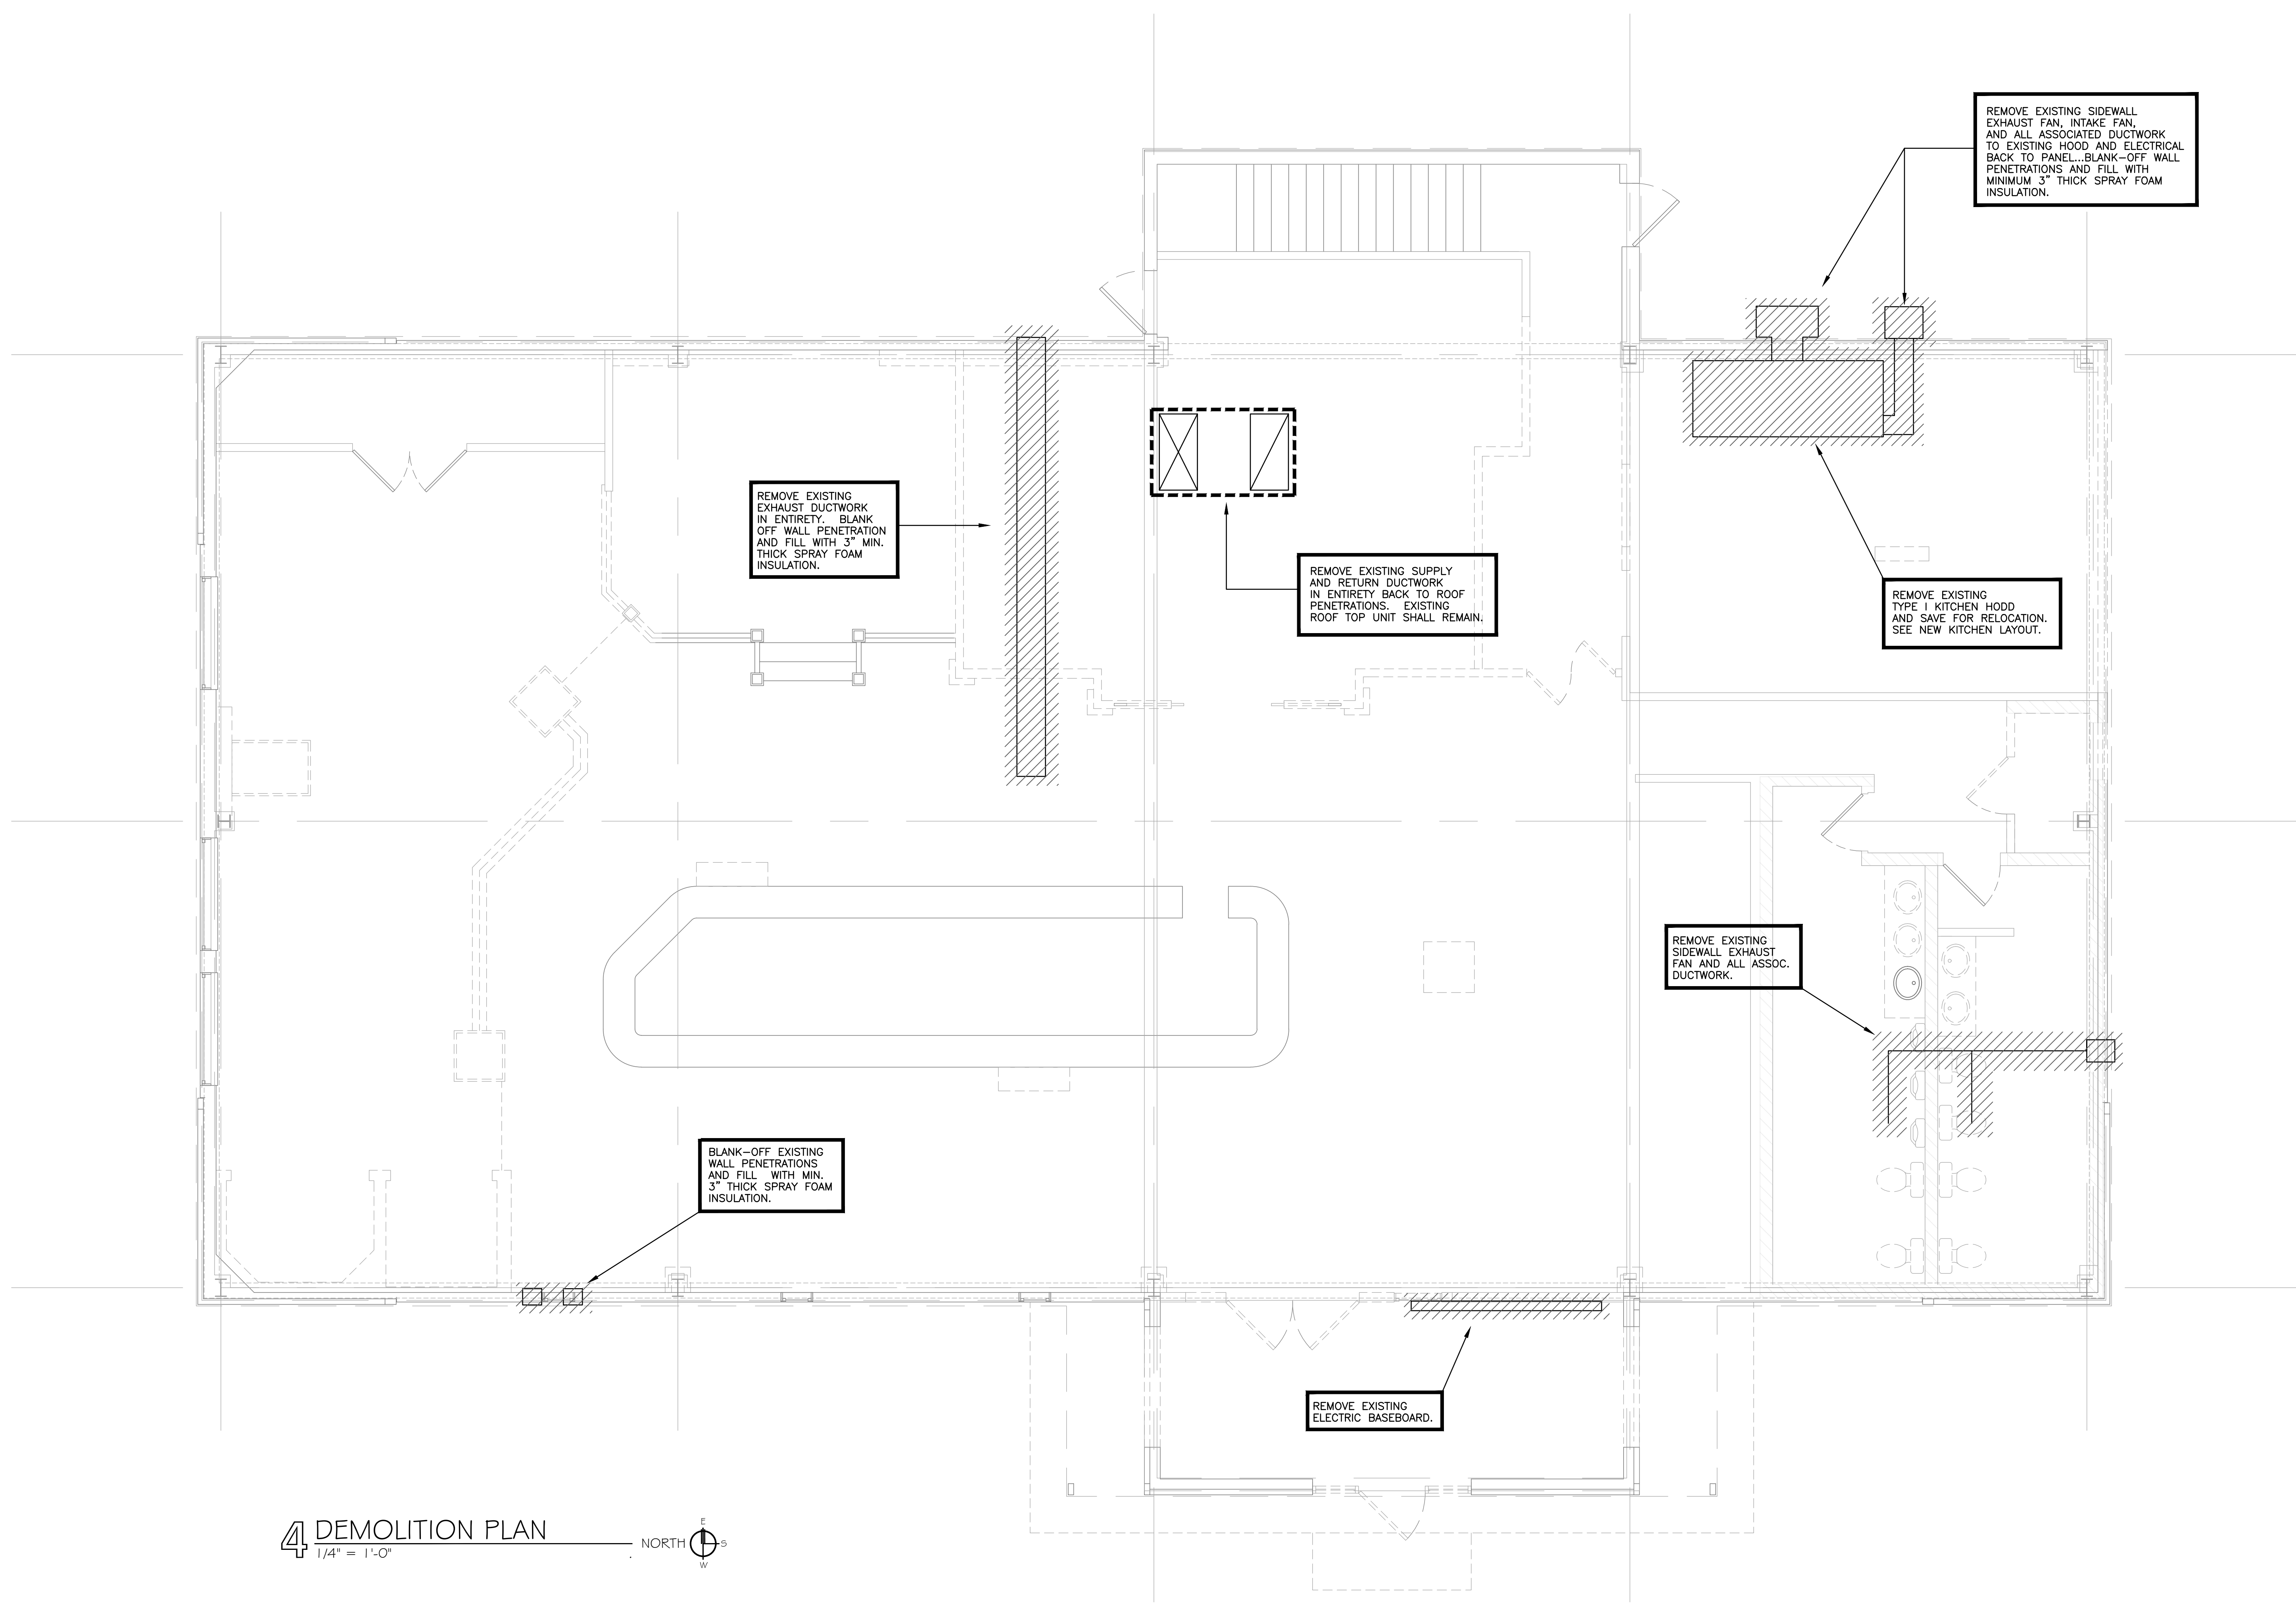 REMOVE EXISTING SIDEWALL
EXHAUST FAN, INTAKE FAN,
AND ALL ASSOCIATED DUCTWORK
TO EXISTING HOOD AND ELECTRICAL
BACK TO PANEL...BLANK-OFF WALL
PENETRATIONS AND FILL WITH
MINIMUM 3" THICK SPRAY FOAM
INSULATION.
REMOVE EXISTING
EXHAUST DUCTWORK
IN ENTIRETY. BLANK
OFF WALL PENETRATION
AND FILL WITH 3" MIN.
THICK SPRAY FOAM
INSULATION.
REMOVE EXISTING SUPPLY
AND RETURN DUCTWORK
IN ENTIRETY BACK TO ROOF
PENETRATIONS. EXISTING
ROOF TOP UNIT SHALL REMAIN.
REMOVE EXISTING
TYPE I KITCHEN HODD
AND SAVE FOR RELOCATION.
SEE NEW KITCHEN LAYOUT.
REMOVE EXISTING
SIDEWALL EXHAUST
FAN AND ALL ASSOC.
DUCTWORK.
BLANK-OFF EXISTING
WALL PENETRATIONS
AND FILL WITH MIN.
3" THICK SPRAY FOAM
INSULATION.
REMOVE EXISTING
ELECTRIC BASEBOARD.
4 DEMOLITION PLAN
1/4" = 1'-0"
E
NORTH S
W